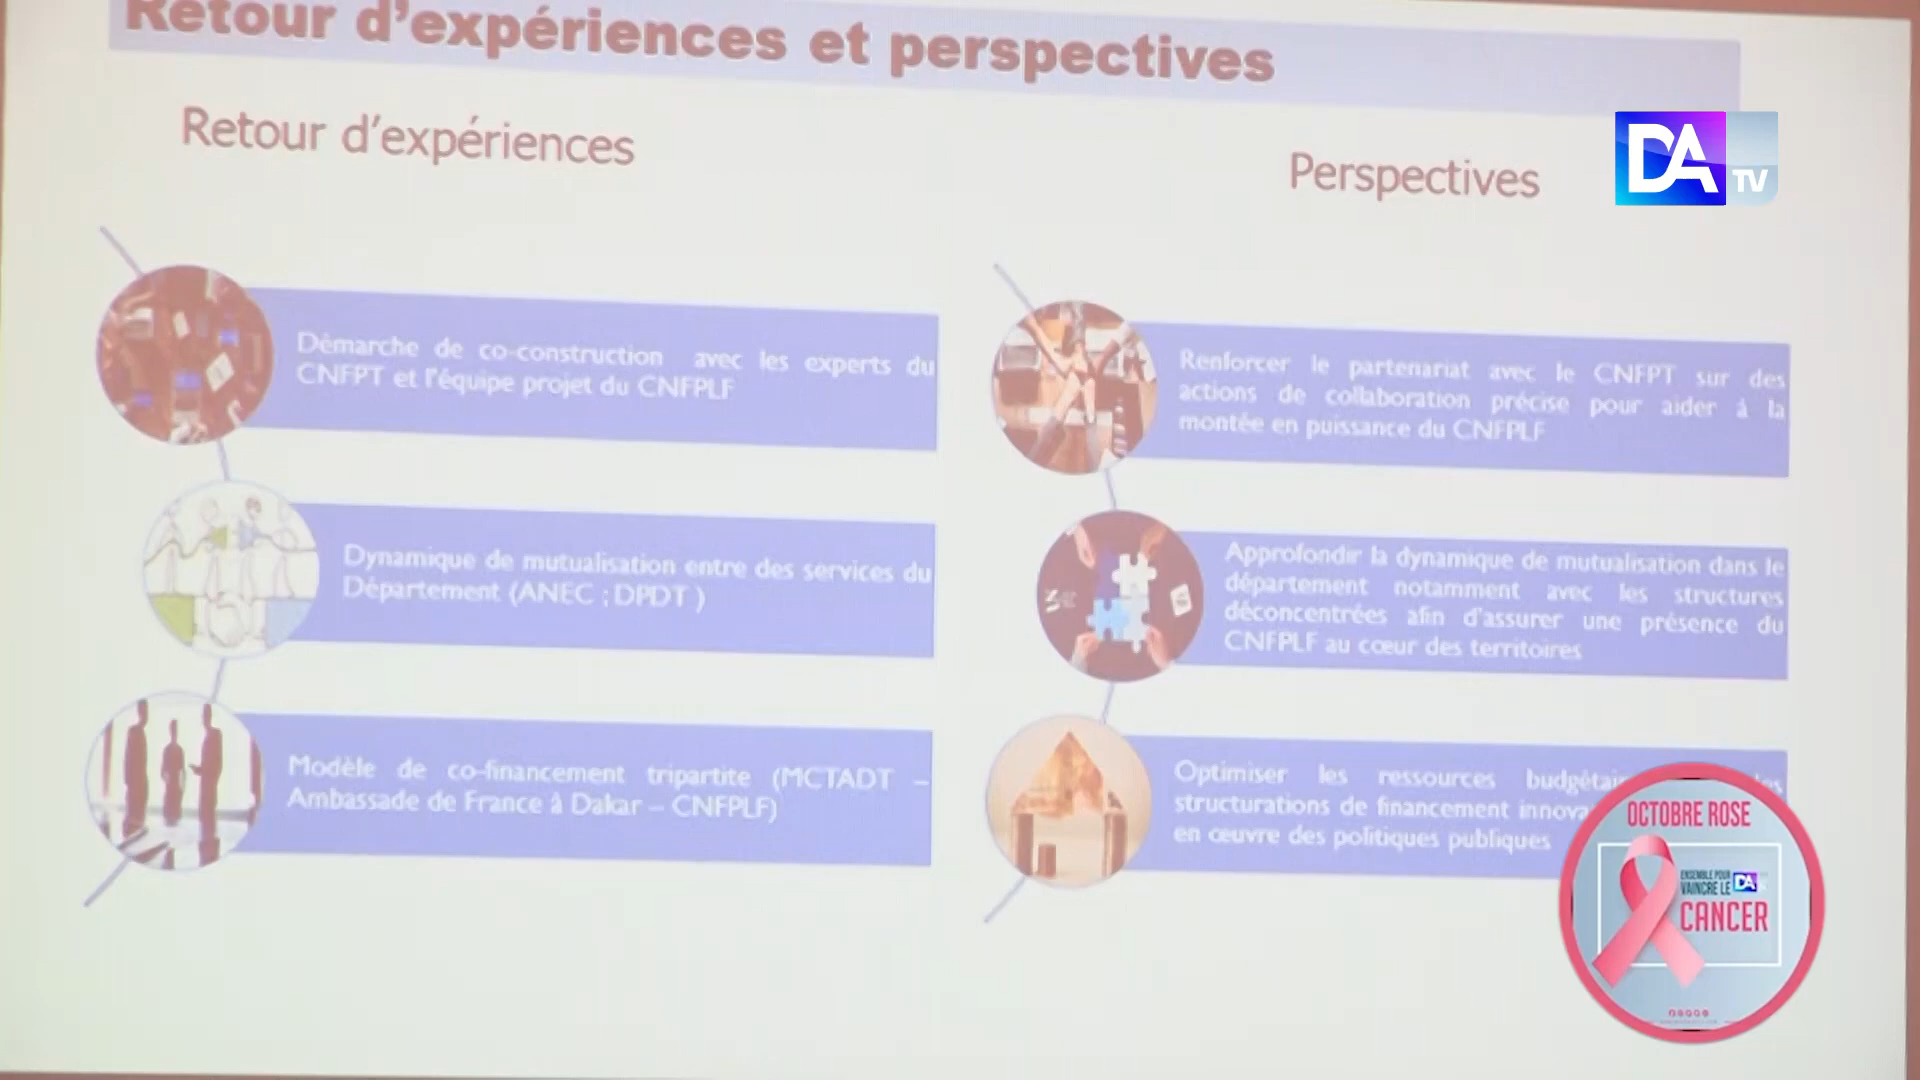 Retour d'expériences et perspectives
Retour d'expériences
Démarche de co-construction avec les experts du
CNFPT et l'équipe projet du CNFPLF
Dynamique de mutualisation entre des services du
Département (ANEC ; DPDT )
Modèle de co-financement tripartite (MCTADT –
Ambassade de France à Dakar – CNFPLF)
Perspectives
Renforcer le partenariat avec le CNFPT sur des
actions de collaboration précise pour aider à la
montée en puissance du CNFPLF
Approfondir la dynamique de mutualisation dans le
département notamment avec les structures
déconcentrées afin d'assurer une présence du
CNFPLF au cœur des territoires
Optimiser les ressources
structurations de financement
en œuvre des politiques publiques
DA TV
OCTOBRE ROSE
ENSEMBLE POUR
VAINCRE LE DA
CANCER